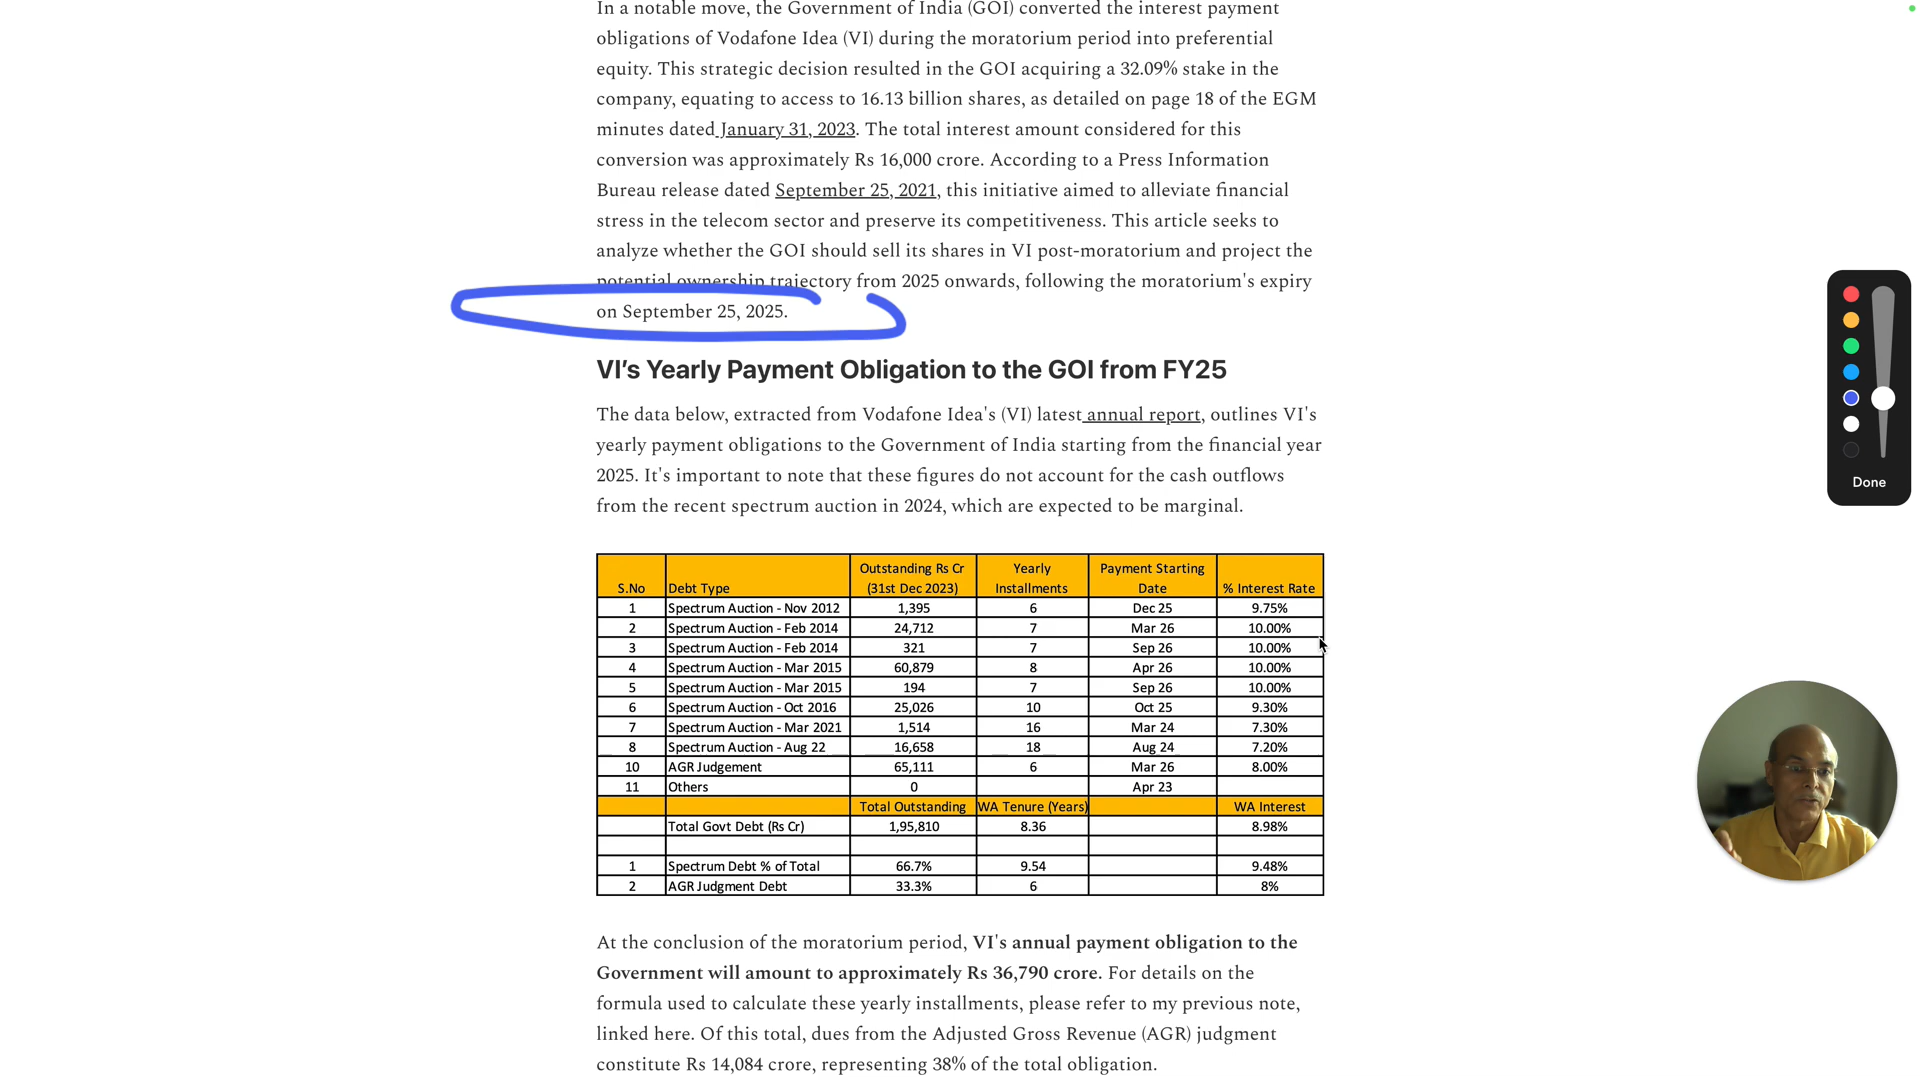 In a notable move, the Government of India (GOI) converted the interest payment
obligations of Vodafone Idea (VI) during the moratorium period into preferential
equity. This strategic decision resulted in the GOI acquiring a 32.09% stake in the
company, equating to access to 16.13 billion shares, as detailed on page 18 of the EGM
minutes dated January 31, 2023. The total interest amount considered for this
conversion was approximately Rs 16,000 crore. According to a Press Information
Bureau release dated September 25, 2021, this initiative aimed to alleviate financial
stress in the telecom sector and preserve its competitiveness. This article seeks to
analyze whether the GOI should sell its shares in VI post-moratorium and project the
potential ownership trajectory from 2025 onwards, following the moratorium's expiry
on September 25, 2025.
VI’s Yearly Payment Obligation to the GOI from FY25
The data below, extracted from Vodafone Idea's (VI) latest annual report, outlines VI's
yearly payment obligations to the Government of India starting from the financial year
2025. It's important to note that these figures do not account for the cash outflows
from the recent spectrum auction in 2024, which are expected to be marginal.
Outstanding Rs Cr Yearly Payment Starting
S.No Debt Type (31st Dec 2023) Installments Date % Interest Rate
1 Spectrum Auction - Nov 2012 1,395 6 Dec 25 9.75%
2 Spectrum Auction - Feb 2014 24,712 7 Mar 26 10.00%
3 Spectrum Auction - Feb 2014 321 7 Sep 26 10.00%
4 Spectrum Auction - Mar 2015 60,879 8 Apr 26 10.00%
5 Spectrum Auction - Mar 2015 194 7 Sep 26 10.00%
6 Spectrum Auction - Oct 2016 25,026 10 Oct 25 9.30%
7 Spectrum Auction - Mar 2021 1,514 16 Mar 24 7.30%
8 Spectrum Auction - Aug 22 16,658 18 Aug 24 7.20%
10 AGR Judgement 65,111 6 Mar 26 8.00%
11 Others 0 Apr 23
Total Outstanding WA Tenure (Years) WA Interest
Total Govt Debt (Rs Cr) 1,95,810 8.36 8.98%
1 Spectrum Debt % of Total 66.7% 9.54 9.48%
2 AGR Judgment Debt 33.3% 6 8%
At the conclusion of the moratorium period, VI's annual payment obligation to the
Government will amount to approximately Rs 36,790 crore. For details on the
formula used to calculate these yearly installments, please refer to my previous note,
linked here. Of this total, dues from the Adjusted Gross Revenue (AGR) judgment
constitute Rs 14,084 crore, representing 38% of the total obligation.
Done